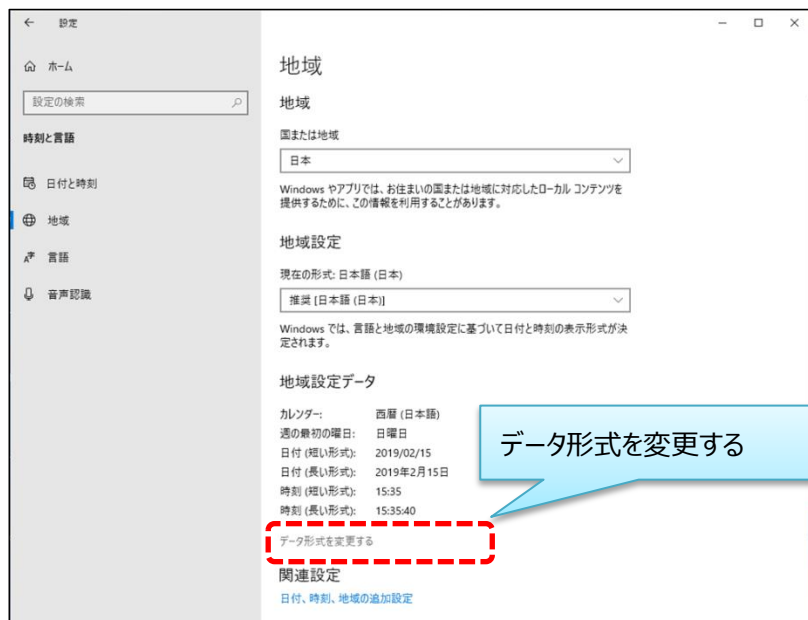 設定
ホーム
設定の検索
時刻と言語
日付と時刻
地域
言語
音声認識
地域
地域
国または地域
日本
Windows やアプリでは、お住まいの国または地域に対応したローカル コンテンツを
提供するために、この情報を利用することがあります。
地域設定
現在の形式: 日本語 (日本)
推奨 [日本語 (日本)]
Windows では、言語と地域の環境設定に基づいて日付と時刻の表示形式が決
定されます。
地域設定データ
カレンダー: 西暦 (日本語)
週の最初の曜日: 日曜日
日付 (短い形式): 2019/02/15
日付 (長い形式): 2019年2月15日
時刻 (短い形式): 15:35
時刻 (長い形式): 15:35:40
データ形式を変更する
データ形式を変更する
関連設定
日付、時刻、地域の追加設定